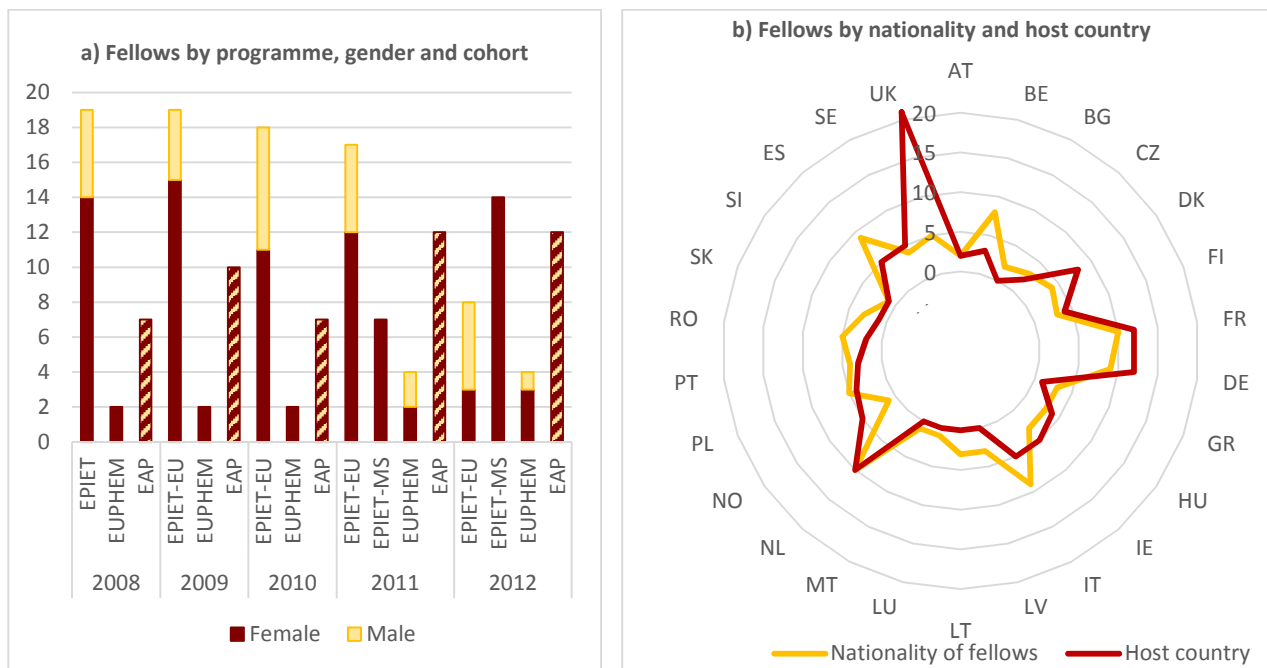 a) Fellows by programme, gender and cohort
20
18
16
14
12
10
8
6
4
2
0
EPIET
EUPHEM
EAP
EPIET-EU
EUPHEM
EAP
EPIET-EU
EUPHEM
EAP
EPIET-EU
EPIET-MS
EUPHEM
EAP
EPIET-EU
EPIET-MS
EUPHEM
EAP
2008
2009
2010
2011
2012
Female
Male
b) Fellows by nationality and host country
AT
BE
BG
CZ
DK
FI
FR
DE
GR
HU
IE
IT
LV
LT
LU
MT
NL
NO
PL
PT
RO
SK
SI
ES
SE
UK
20
15
10
5
0
Nationality of fellows
Host country